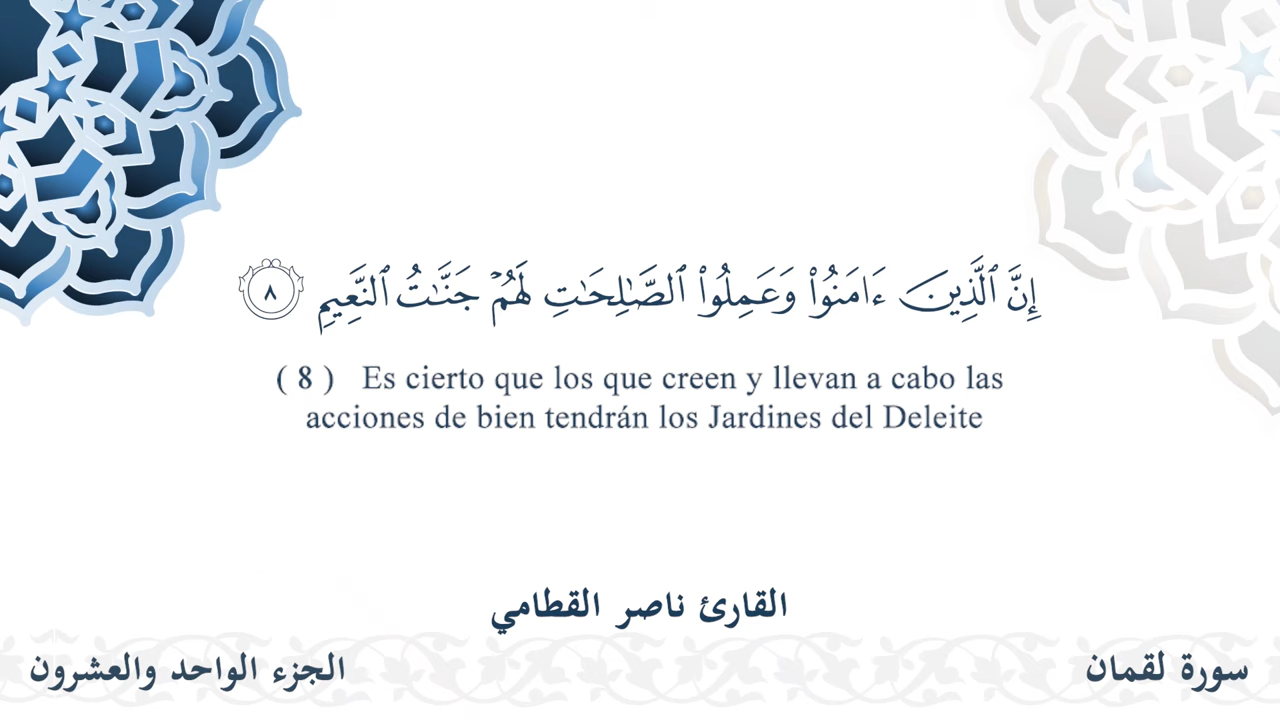 إِنَّ ٱلَّذِينَ ءَامَنُوا۟ وَعَمِلُوا۟ ٱلصَّـٰلِحَـٰتِ لَهُمْ جَنَّـٰتُ ٱلنَّعِيمِ ٨
( 8 ) Es cierto que los que creen y llevan a cabo las
acciones de bien tendrán los Jardines del Deleite
القارئ ناصر القطامي
سورة لقمان
الجزء الواحد والعشرون